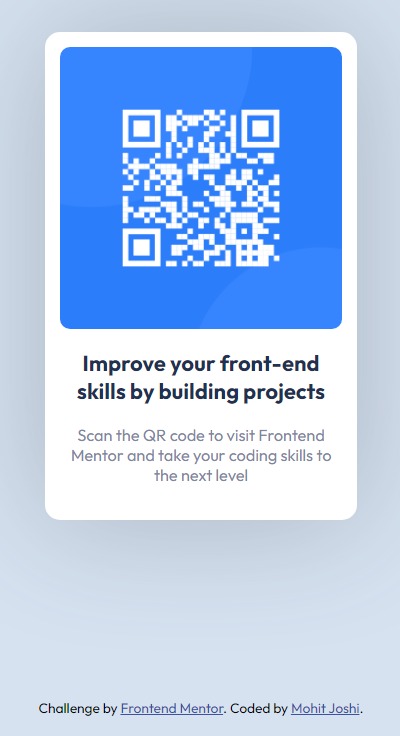 Improve your front-end
skills by building projects
Scan the QR code to visit Frontend
Mentor and take your coding skills to
the next level
Challenge by Frontend Mentor. Coded by Mohit Joshi.